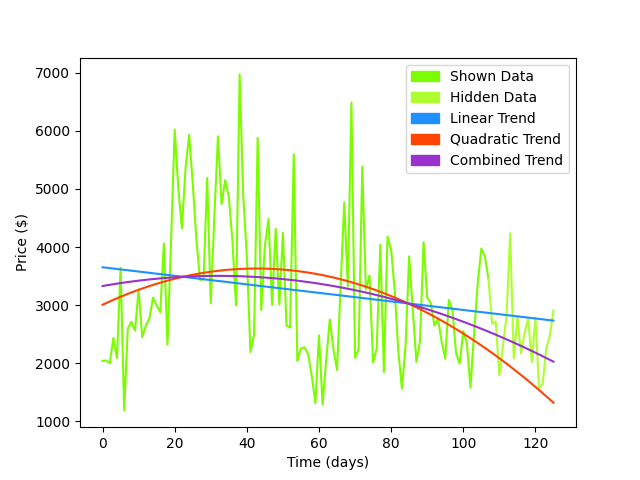 7000
6000
5000
4000
3000
2000
1000
Price ($)
0 20 40 60 80 100 120
Time (days)
Shown Data
Hidden Data
Linear Trend
Quadratic Trend
Combined Trend